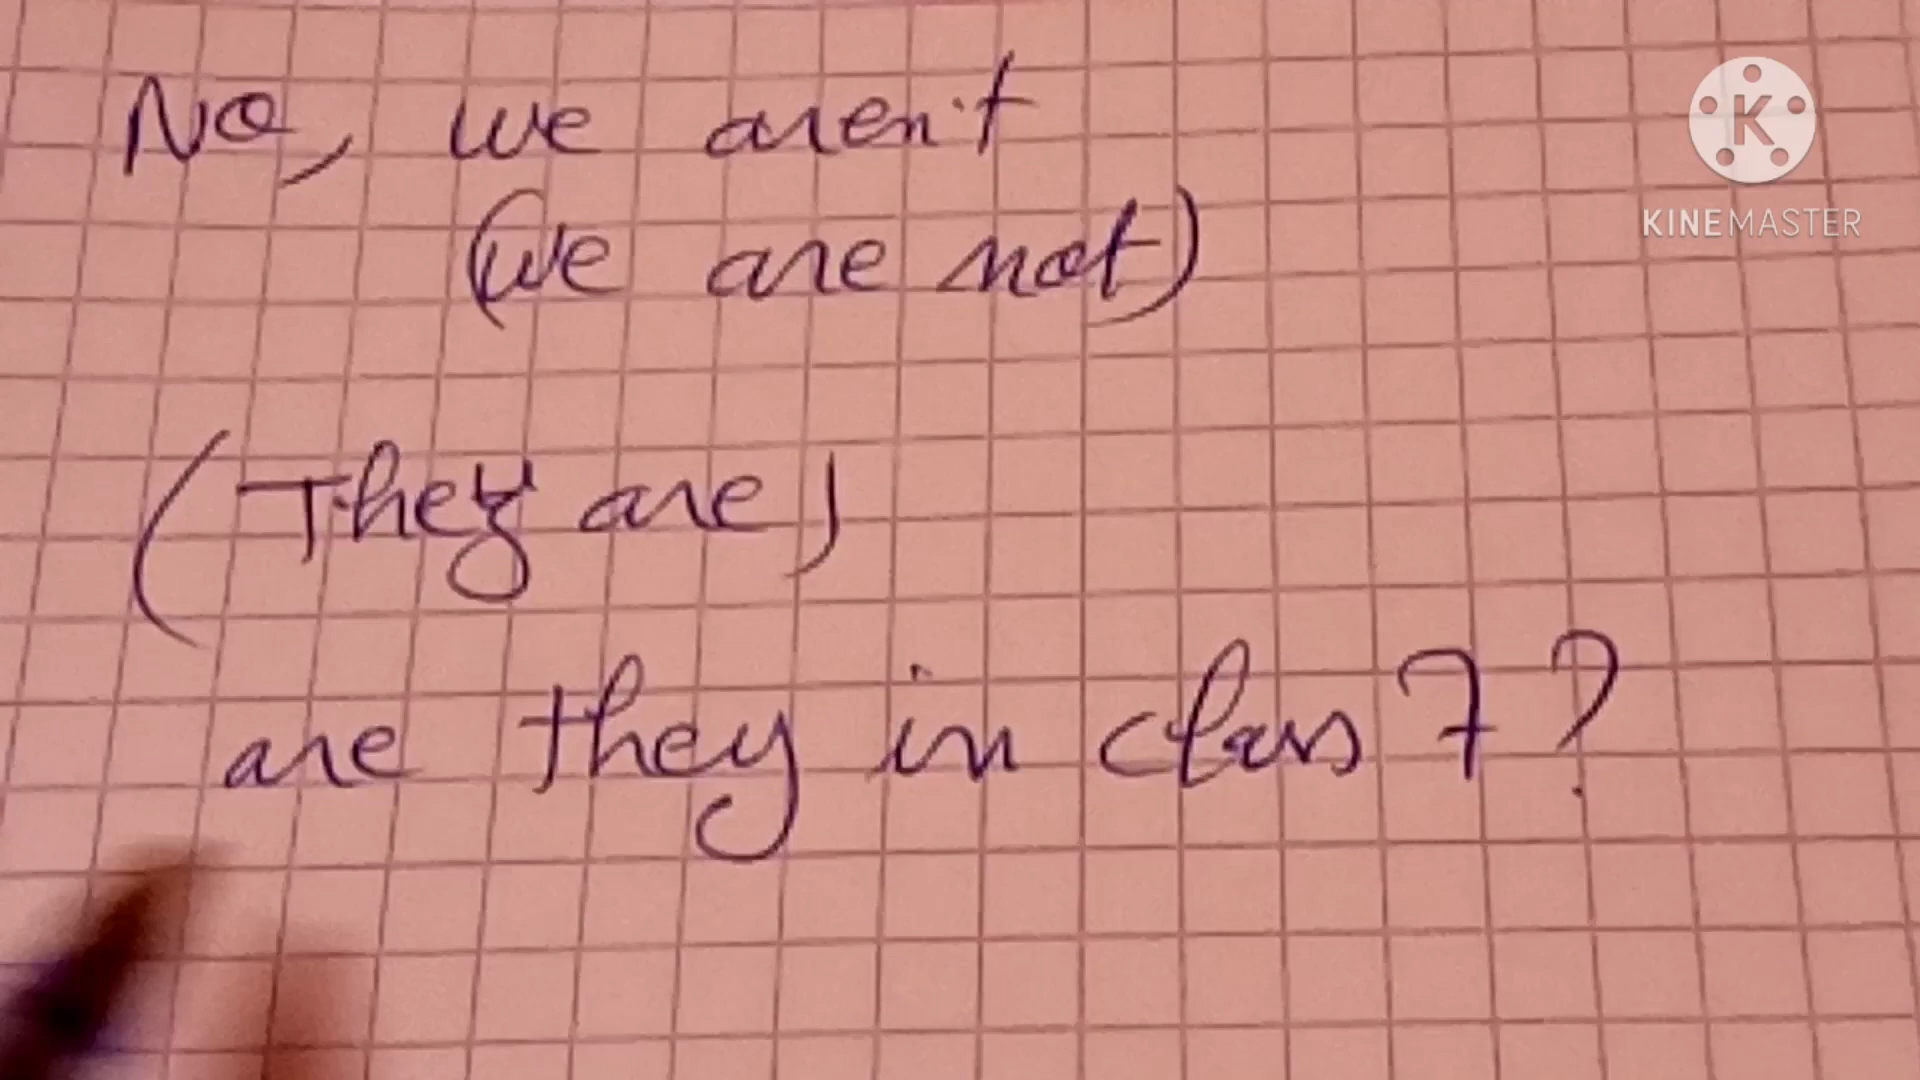 No, we aren't
(we are not)
(They are)
are they in class 7?
KINEMASTER